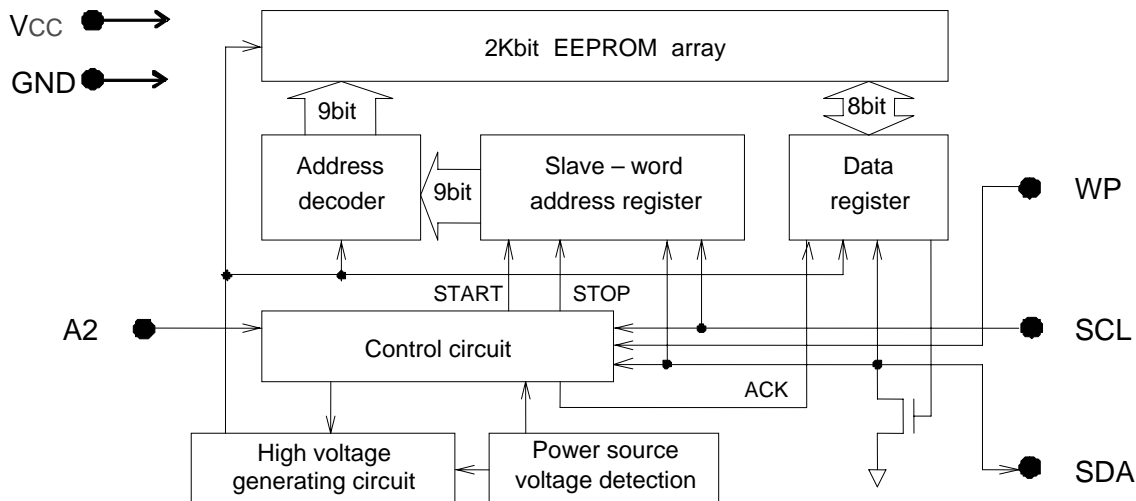 VCC
GND
2Kbit EEPROM array
9bit
8bit
Address
decoder
9bit
Slave – word
address register
Data
register
WP
START
STOP
A2
Control circuit
SCL
ACK
High voltage
generating circuit
Power source
voltage detection
SDA